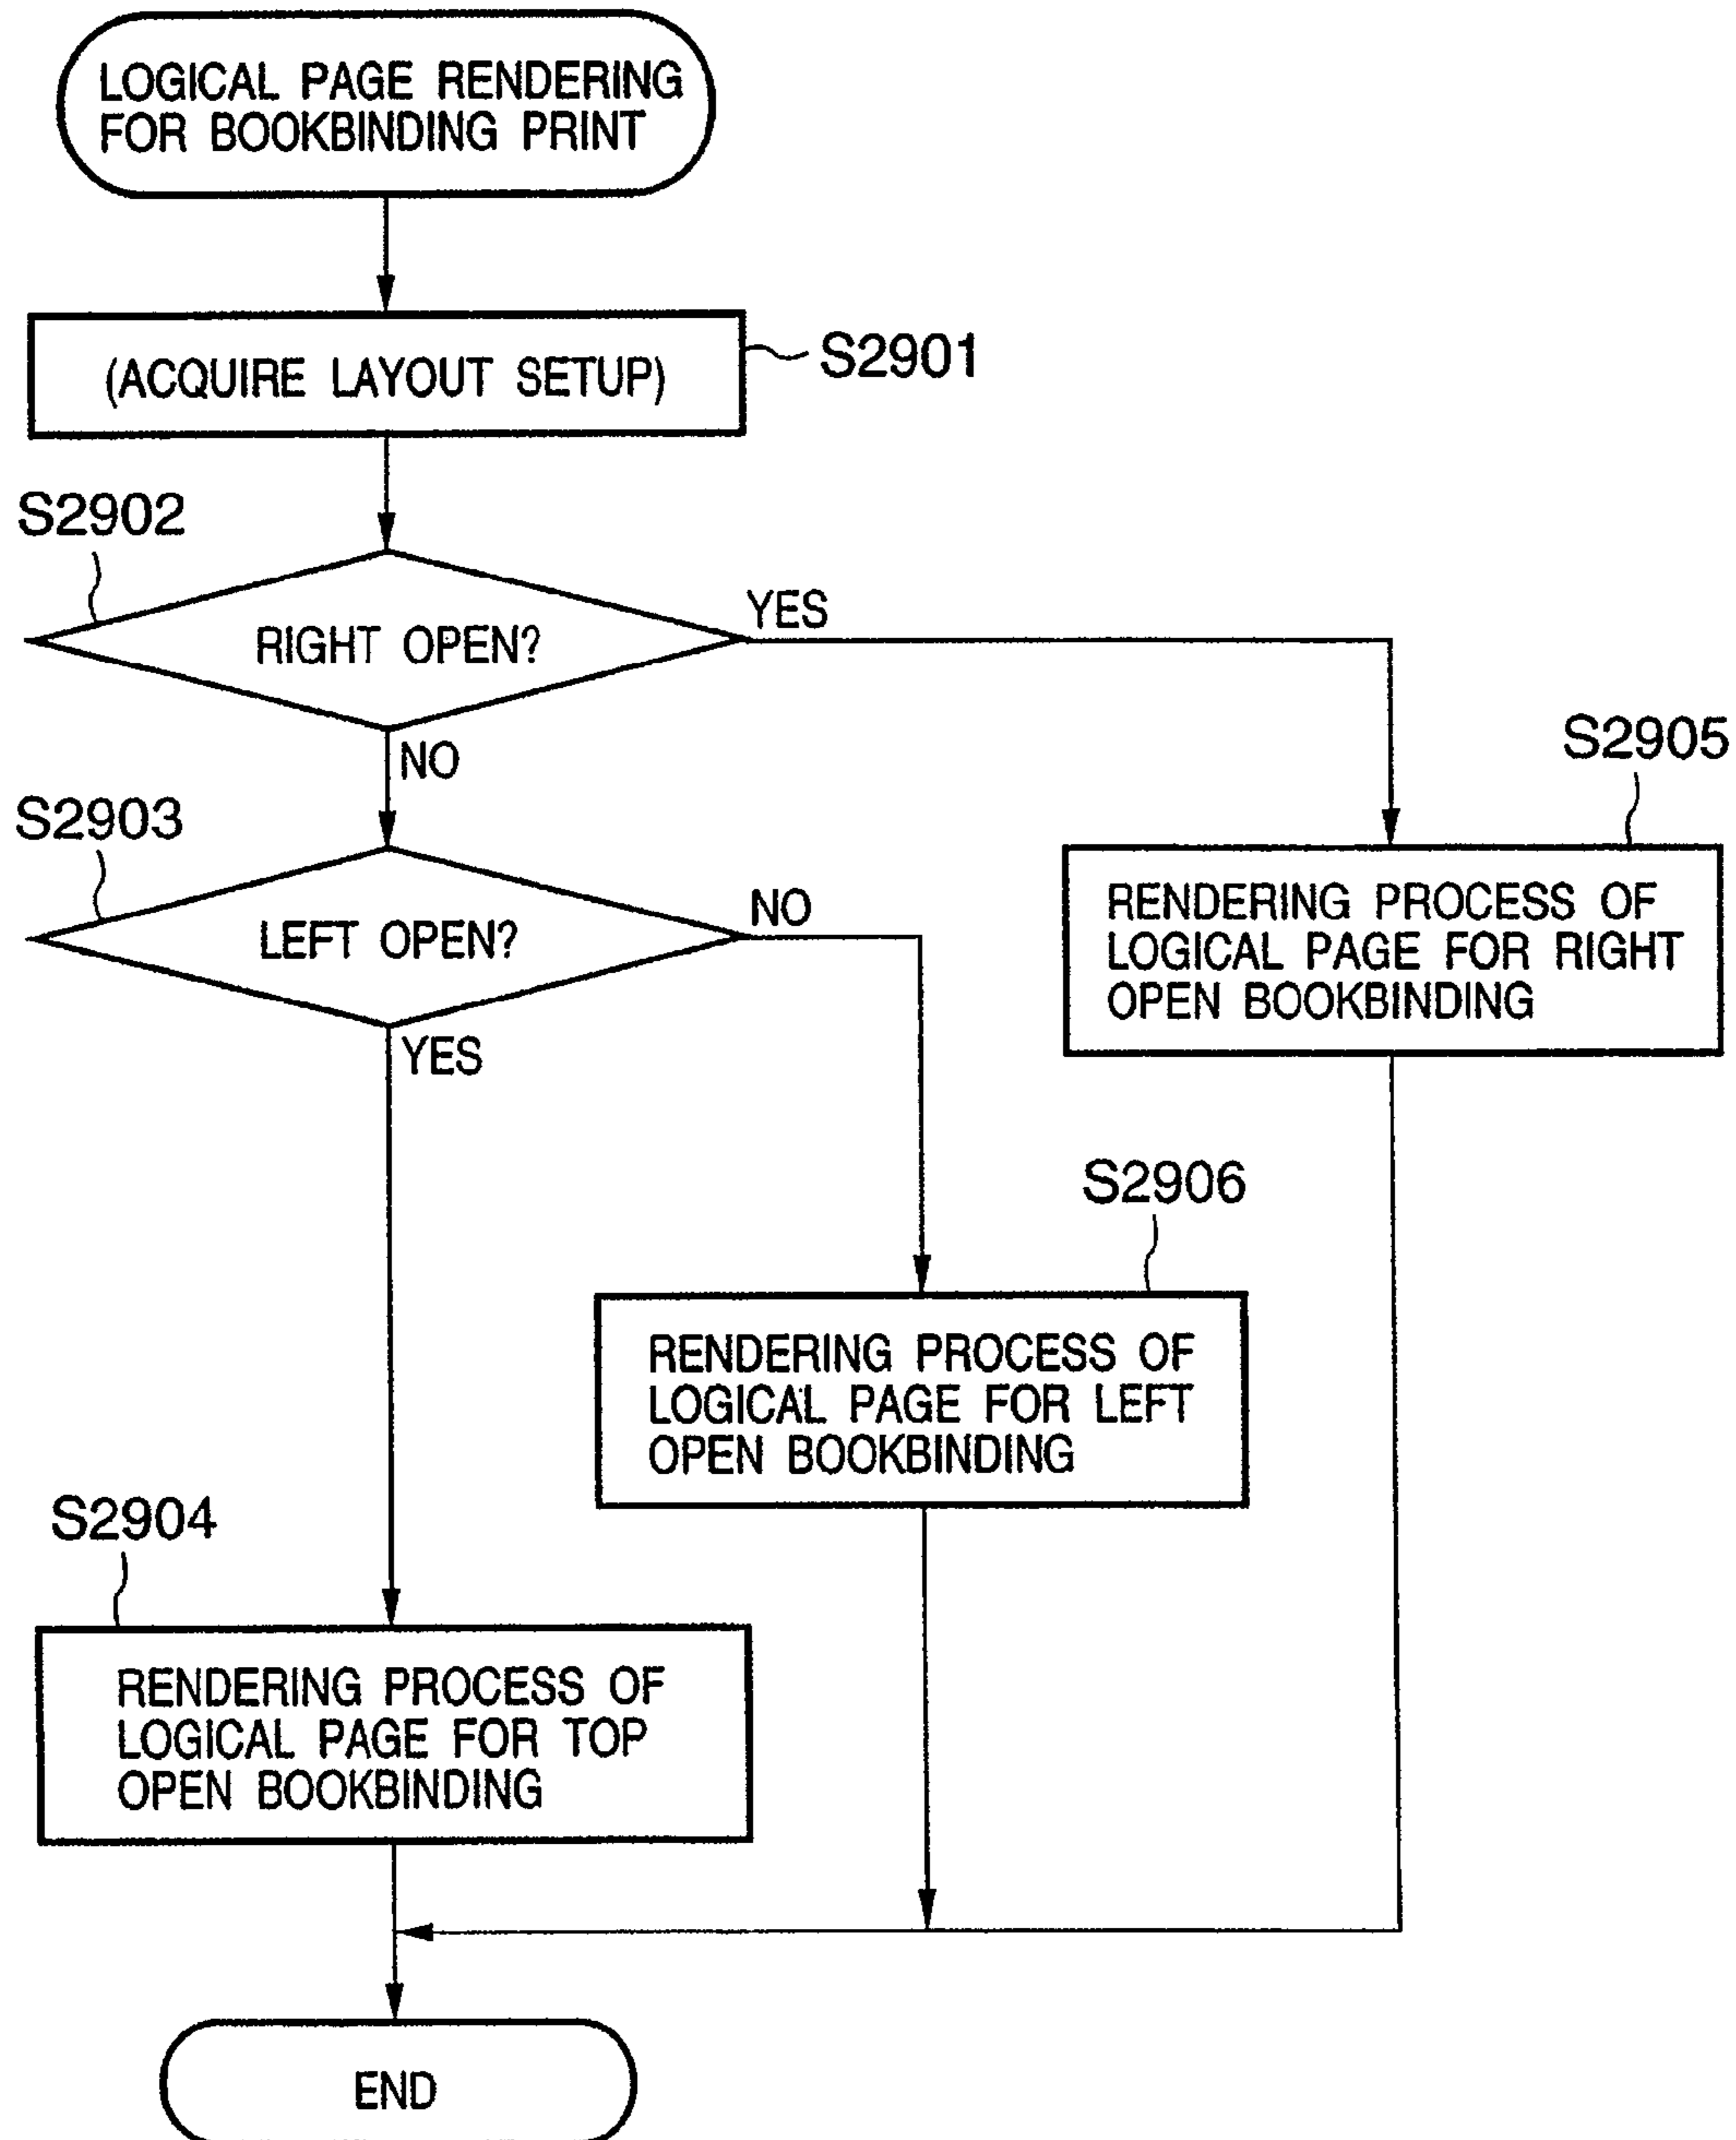 LOGICAL PAGE RENDERING
FOR BOOKBINDING PRINT
(ACQUIRE LAYOUT SETUP)
S2901
S2902
RIGHT OPEN?
YES
NO
S2903
LEFT OPEN?
NO
YES
S2905
RENDERING PROCESS OF
LOGICAL PAGE FOR RIGHT
OPEN BOOKBINDING
S2906
RENDERING PROCESS OF
LOGICAL PAGE FOR LEFT
OPEN BOOKBINDING
S2904
RENDERING PROCESS OF
LOGICAL PAGE FOR TOP
OPEN BOOKBINDING
END